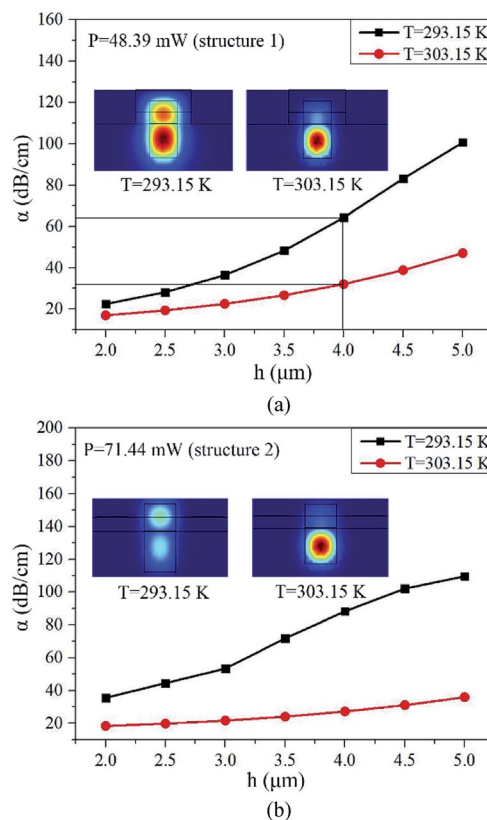 P=48.39 mW (structure 1)
T=293.15 K
T=303.15 K
160
140
120
100
80
60
40
20
α (dB/cm)
T=293.15 K
T=303.15 K
2.0 2.5 3.0 3.5 4.0 4.5 5.0
h (μm)
(a)
P=71.44 mW (structure 2)
T=293.15 K
T=303.15 K
200
180
160
140
120
100
80
60
40
20
α (dB/cm)
T=293.15 K
T=303.15 K
2.0 2.5 3.0 3.5 4.0 4.5 5.0
h (μm)
(b)